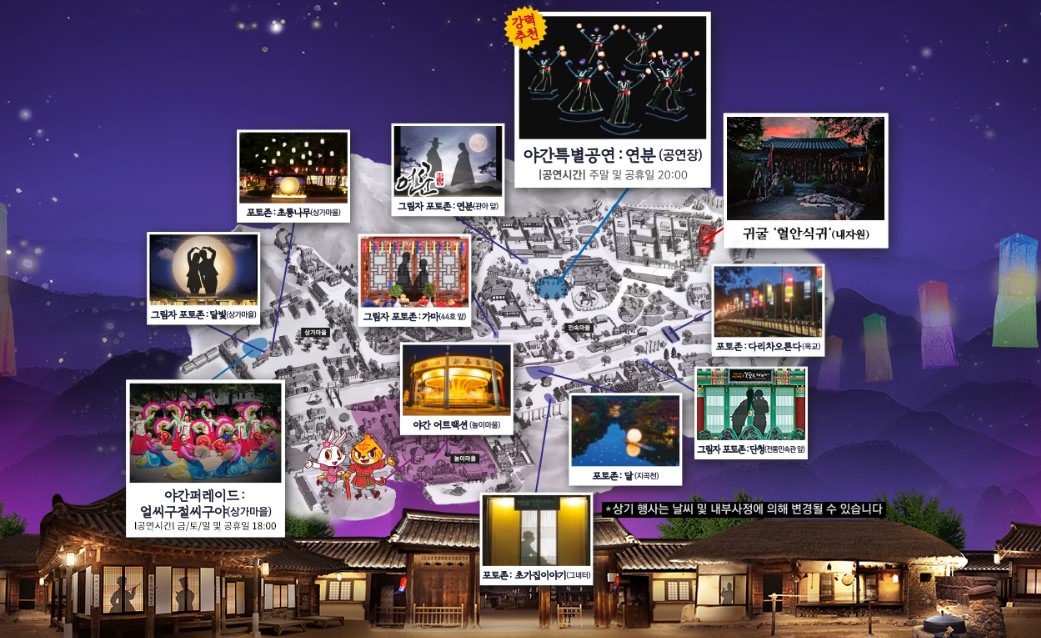 강력
추천
야간특별공연 : 연분 (공연장)
|공연시간| 주말 및 공휴일 20:00
귀굴 '혈안식귀'(내자원)
포토존 : 초롱나무(상가마을)
연분
그림자 포토존 : 연분(관아 앞)
그림자 포토존 : 달빛(상가마을)
그림자 포토존 : 가마(44호 앞)
포토존 : 다리차오른다(목교)
상가마을
민속마을
야간 어트랙션(놀이마을)
그림자 포토존 : 단청(전통민속관 앞)
포토존 : 달(지곡천)
놀이마을
야간퍼레이드 :
얼씨구절씨구야(상가마을)
|공연시간| 금/토/일 및 공휴일 18:00
포토존 : 초가집이야기(그네터)
*상기 행사는 날씨 및 내부사정에 의해 변경될 수 있습니다